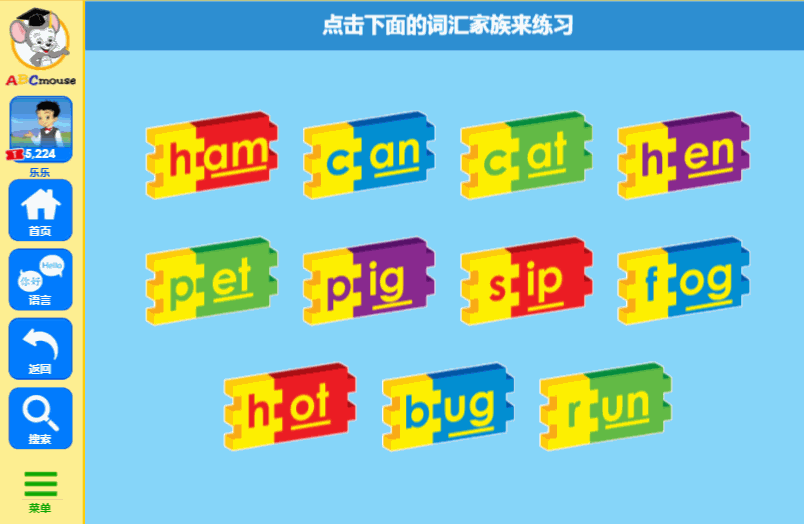 点击下面的词汇家族来练习
ABCmouse
5,224
乐乐
首页
你好 Hello
语言
返回
搜索
菜单
ham can cat hen
pet pig sip fog
hot bug run